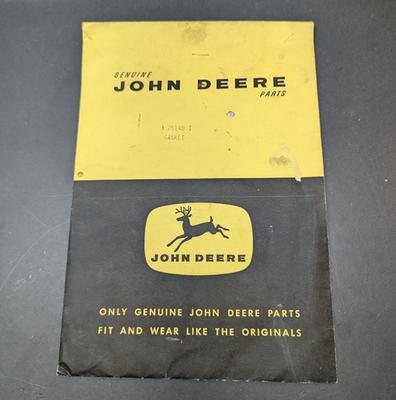 GENUINE
JOHN DEERE
PARTS
GASKET
JOHN DEERE
ONLY GENUINE JOHN DEERE PARTS
FIT AND WEAR LIKE THE ORIGINALS